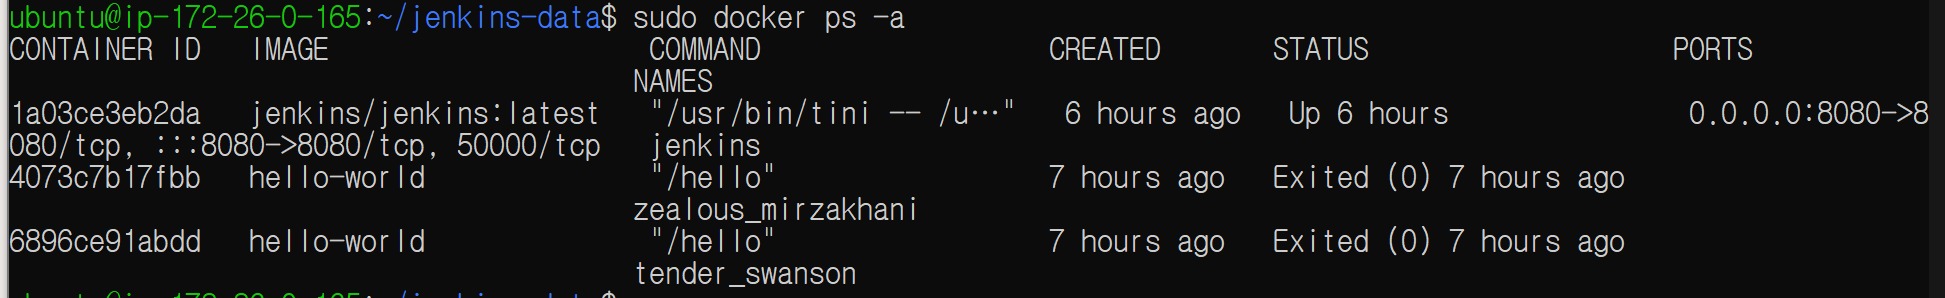 ubuntu@ip-172-26-0-165:~/jenkins-data$ sudo docker ps -a
CONTAINER ID   IMAGE                    COMMAND                  CREATED       STATUS                   PORTS
NAMES
1a03ce3eb2da   jenkins/jenkins:latest   "/usr/bin/tini -- /u…"   6 hours ago   Up 6 hours               0.0.0.0:8080->8
080/tcp, :::8080->8080/tcp, 50000/tcp   jenkins
4073c7b17fbb   hello-world              "/hello"                 7 hours ago   Exited (0) 7 hours ago
zealous_mirzakhani
6896ce91abdd   hello-world              "/hello"                 7 hours ago   Exited (0) 7 hours ago
tender_swanson